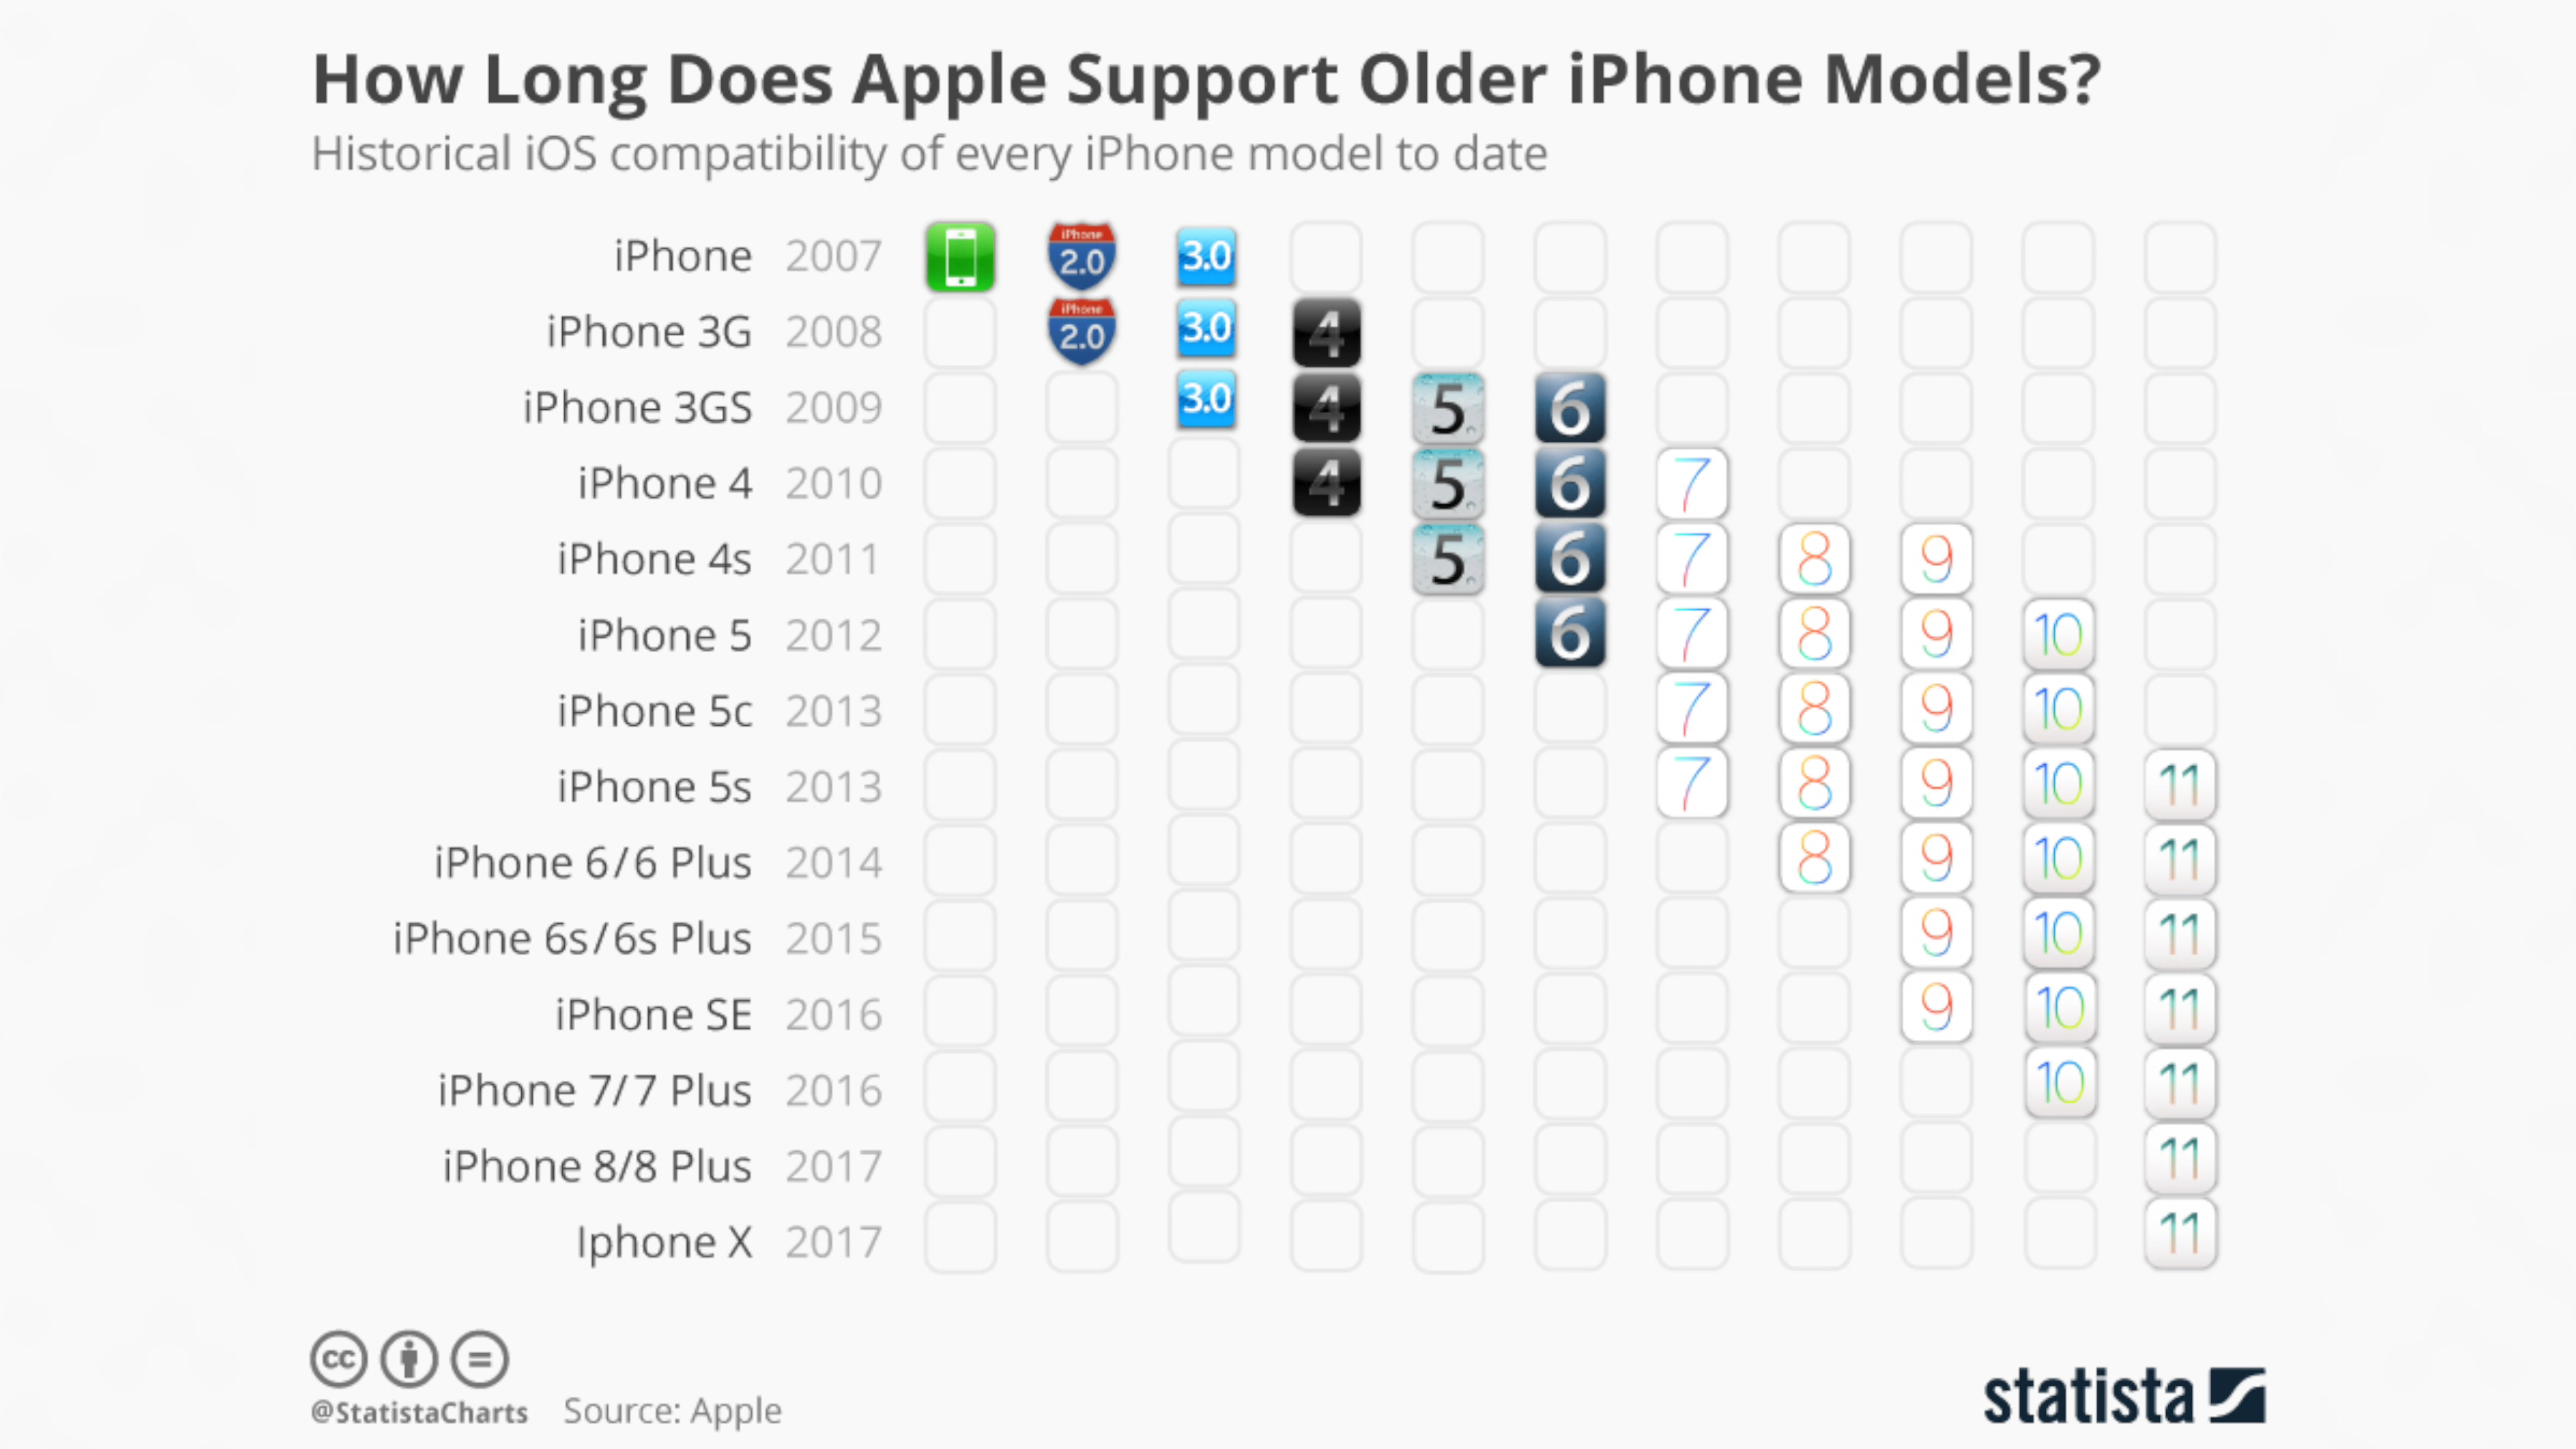 How Long Does Apple Support Older iPhone Models?
Historical iOS compatibility of every iPhone model to date
iPhone 2007 iPhone 2.0 3.0
iPhone 3G 2008 iPhone 2.0 3.0 4
iPhone 3GS 2009 3.0 4 5 6
iPhone 4 2010 4 5 6 7
iPhone 4s 2011 5 6 7 8 9
iPhone 5 2012 6 7 8 9 10
iPhone 5c 2013 7 8 9 10
iPhone 5s 2013 7 8 9 10 11
iPhone 6/6 Plus 2014 8 9 10 11
iPhone 6s/6s Plus 2015 9 10 11
iPhone SE 2016 9 10 11
iPhone 7/7 Plus 2016 10 11
iPhone 8/8 Plus 2017 11
Iphone X 2017 11
cc
@StatistaCharts Source: Apple
statista